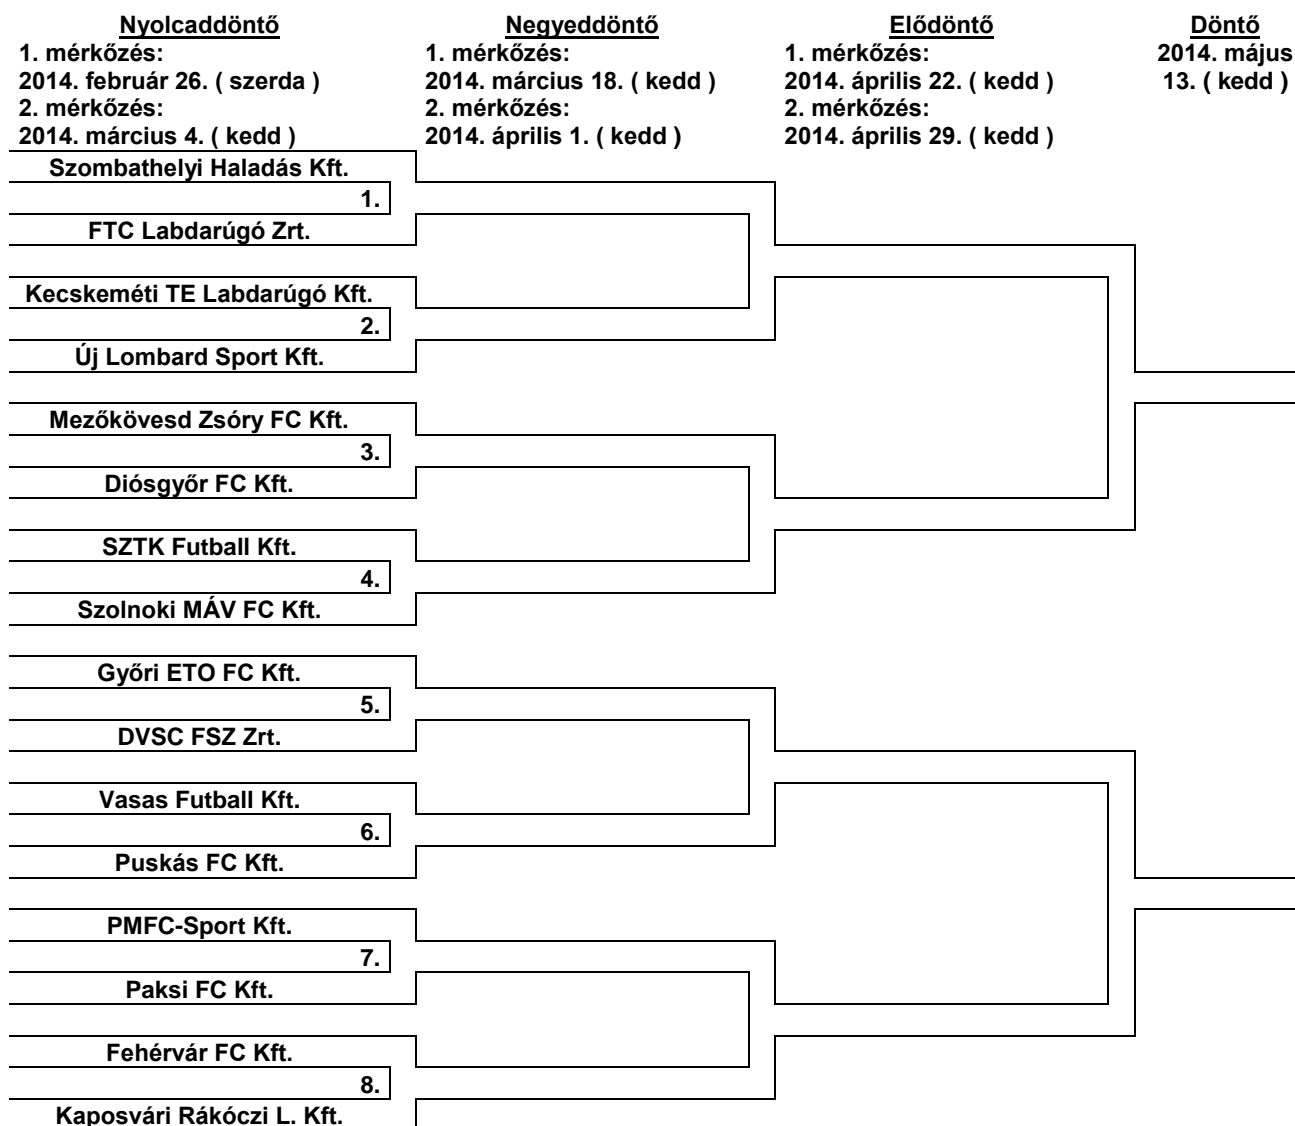 Nyolcaddöntő
1. mérkőzés:
2014. február 26. ( szerda )
2. mérkőzés:
2014. március 4. ( kedd )
Negyeddöntő
1. mérkőzés:
2014. március 18. ( kedd )
2. mérkőzés:
2014. április 1. ( kedd )
Elődöntő
1. mérkőzés:
2014. április 22. ( kedd )
2. mérkőzés:
2014. április 29. ( kedd )
Döntő
2014. május
13. ( kedd )
Szombathelyi Haladás Kft.
1.
FTC Labdarúgó Zrt.
Kecskeméti TE Labdarúgó Kft.
2.
Új Lombard Sport Kft.
Mezőkövesd Zsóry FC Kft.
3.
Diósgyőr FC Kft.
SZTK Futball Kft.
4.
Szolnoki MÁV FC Kft.
Győri ETO FC Kft.
5.
DVSC FSZ Zrt.
Vasas Futball Kft.
6.
Puskás FC Kft.
PMFC-Sport Kft.
7.
Paksi FC Kft.
Fehérvár FC Kft.
8.
Kaposvári Rákóczi L. Kft.